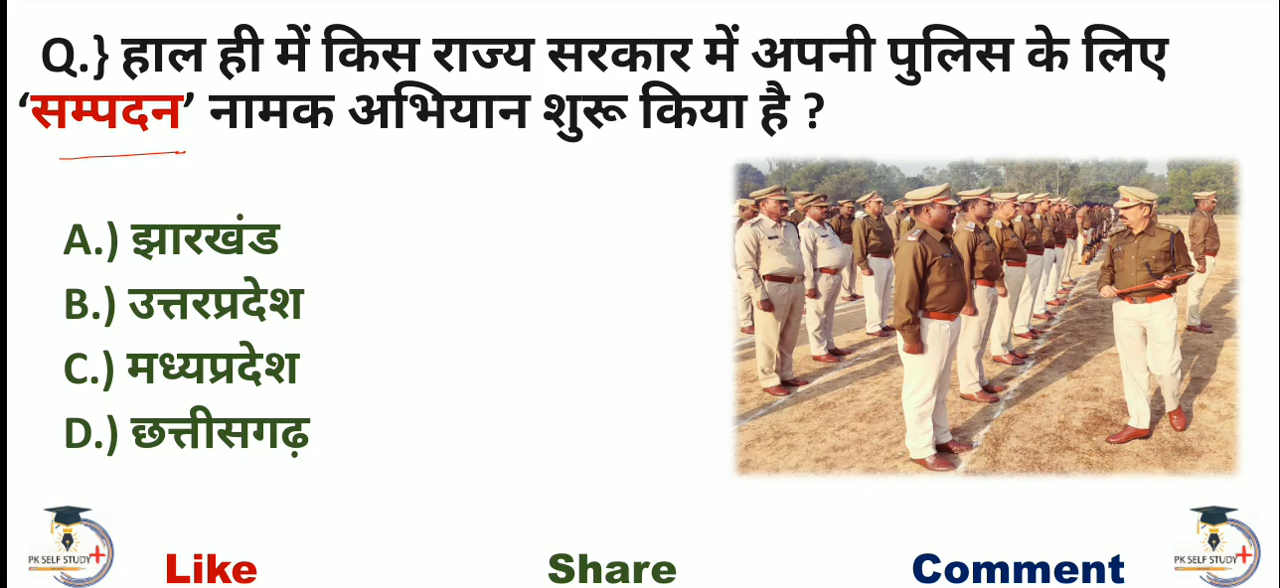 Q.} हाल ही में किस राज्य सरकार में अपनी पुलिस के लिए
‘सम्पदन’ नामक अभियान शुरू किया है ?
A.) झारखंड
B.) उत्तरप्रदेश
C.) मध्यप्रदेश
D.) छत्तीसगढ़
PK SELF STUDY+
Like
Share
Comment
PK SELF STUDY+